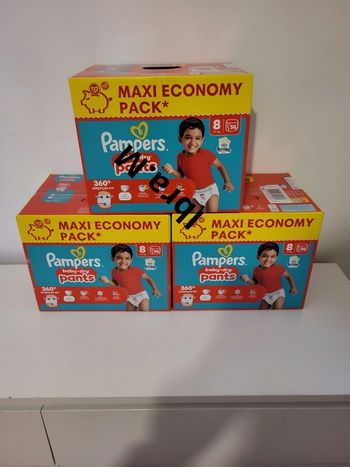 MAXI ECONOMY
PACK*
8
58
Pampers
baby-dry
pants
360°
Ibra M
MAXI ECONOMY
PACK*
8
58
Pampers
baby-dry
pants
360°
MAXI ECONOMY
PACK*
8
58
Pampers
baby-dry
pants
360°